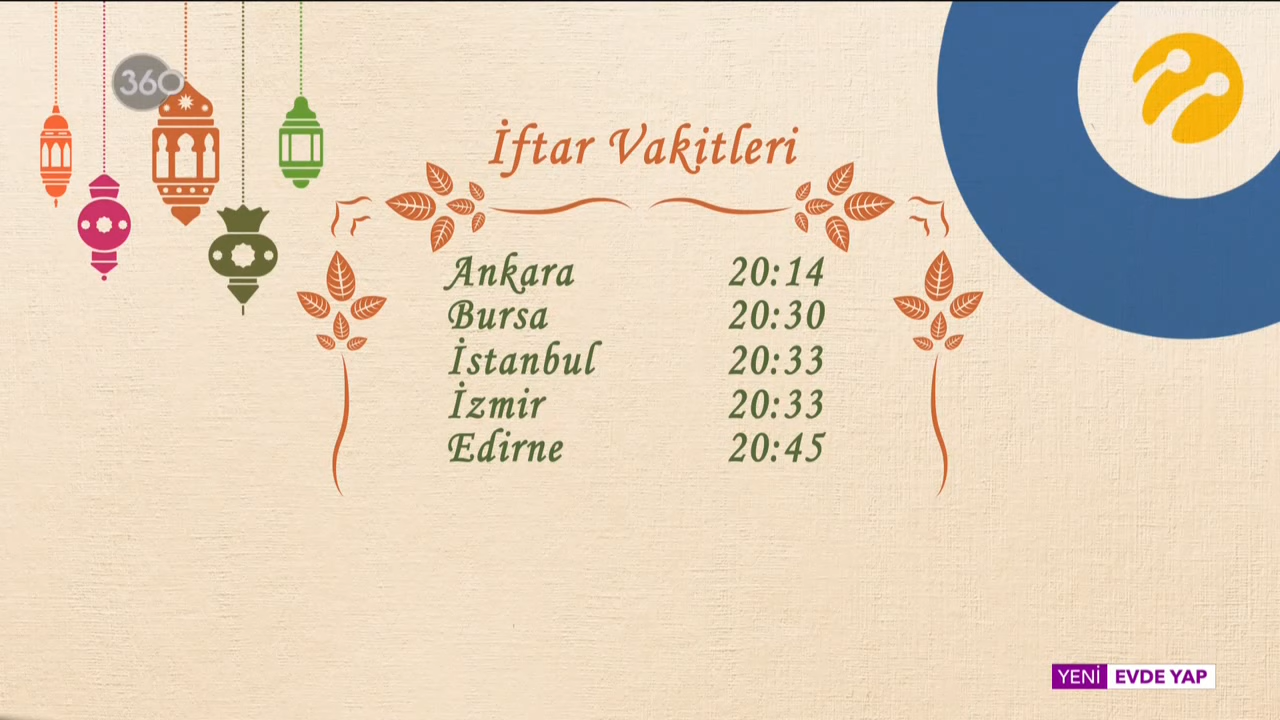 360
İftar Vakitleri
Ankara 20:14
Bursa 20:30
İstanbul 20:33
İzmir 20:33
Edirne 20:45
YENİ EVDE YAP